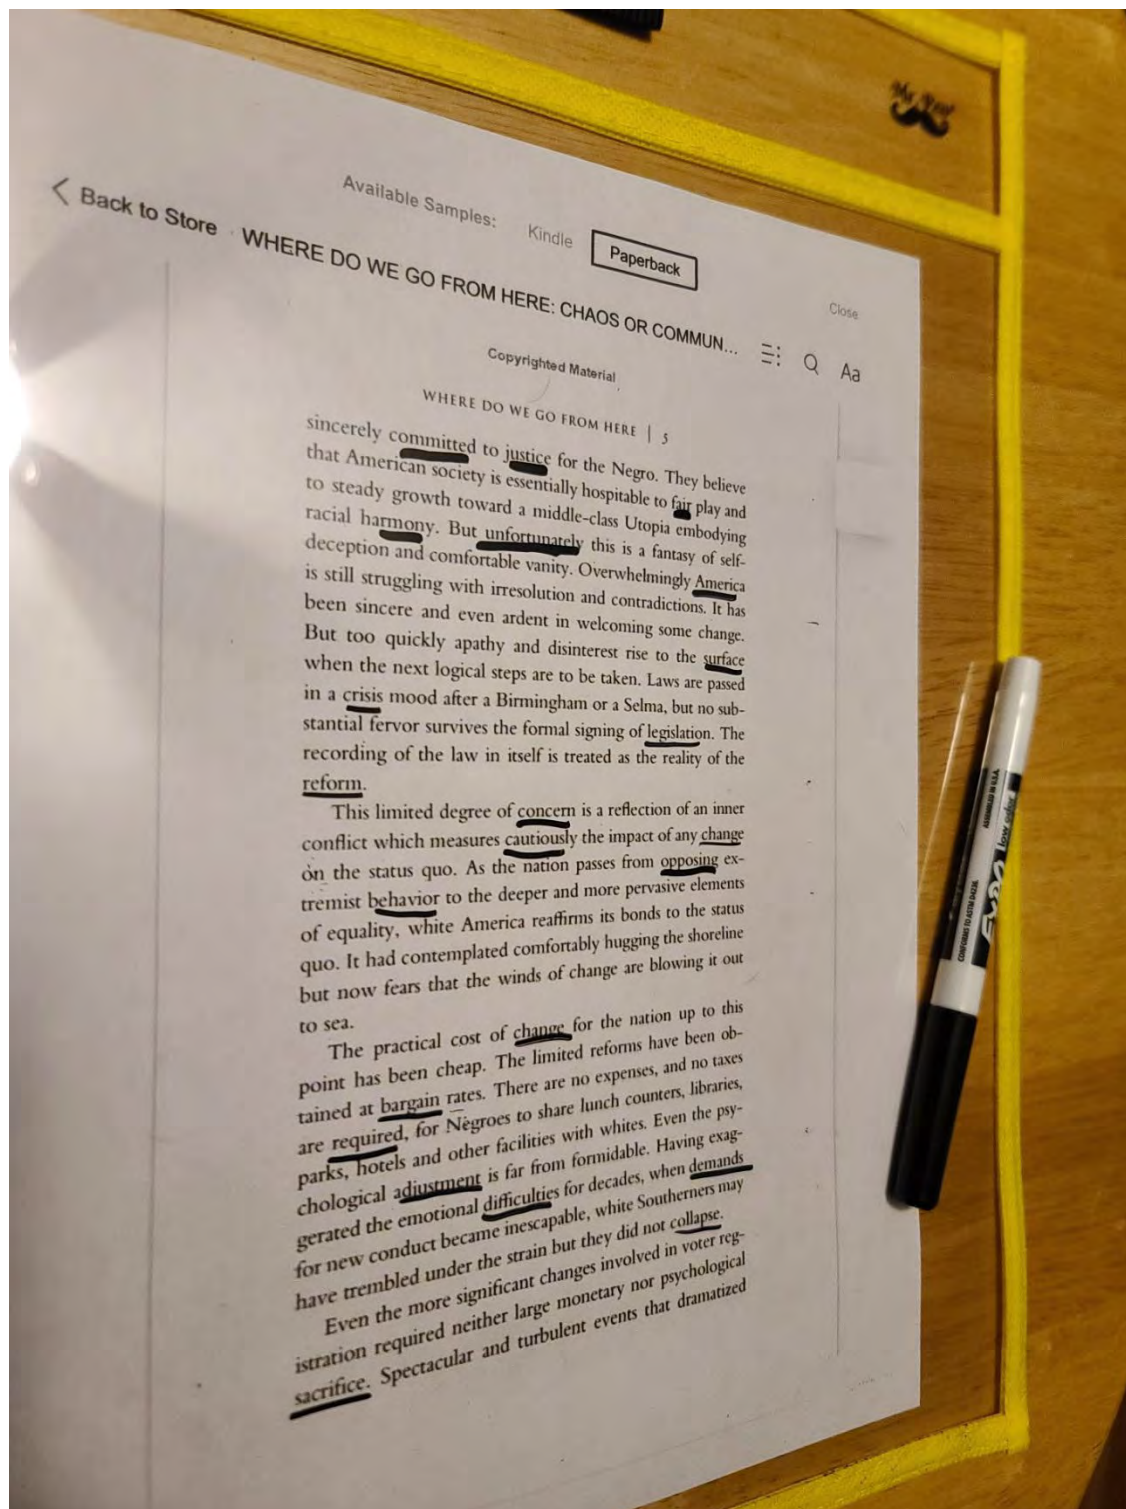 Mr. Pen
Available Samples:
Kindle
Paperback
< Back to Store
WHERE DO WE GO FROM HERE: CHAOS OR COMMUN...
Close
Aa
Copyrighted Material
WHERE DO WE GO FROM HERE | 5
sincerely committed to justice for the Negro. They believe
that American society is essentially hospitable to fair play and
to steady growth toward a middle-class Utopia embodying
racial harmony. But unfortunately this is a fantasy of self-
deception and comfortable vanity. Overwhelmingly America
is still struggling with irresolution and contradictions. It has
been sincere and even ardent in welcoming some change.
But too quickly apathy and disinterest rise to the surface
when the next logical steps are to be taken. Laws are passed
in a crisis mood after a Birmingham or a Selma, but no sub-
stantial fervor survives the formal signing of legislation. The
recording of the law in itself is treated as the reality of the
reform.
This limited degree of concern is a reflection of an inner
conflict which measures cautiously the impact of any change
on the status quo. As the nation passes from opposing ex-
tremist behavior to the deeper and more pervasive elements
of equality, white America reaffirms its bonds to the status
quo. It had contemplated comfortably hugging the shoreline
but now fears that the winds of change are blowing it out
to sea.
The practical cost of change for the nation up to this
point has been cheap. The limited reforms have been ob-
tained at bargain rates. There are no expenses, and no taxes
are required, for Negroes to share lunch counters, libraries,
parks, hotels and other facilities with whites. Even the psy-
chological adjustment is far from formidable. Having exag-
gerated the emotional difficulties for decades, when demands
for new conduct became inescapable, white Southerners may
have trembled under the strain but they did not collapse.
Even the more significant changes involved in voter reg-
istration required neither large monetary nor psychological
sacrifice. Spectacular and turbulent events that dramatized
EXPO low odor
CONFORMS TO ASTM D4236
ASSEMBLED IN U.S.A.